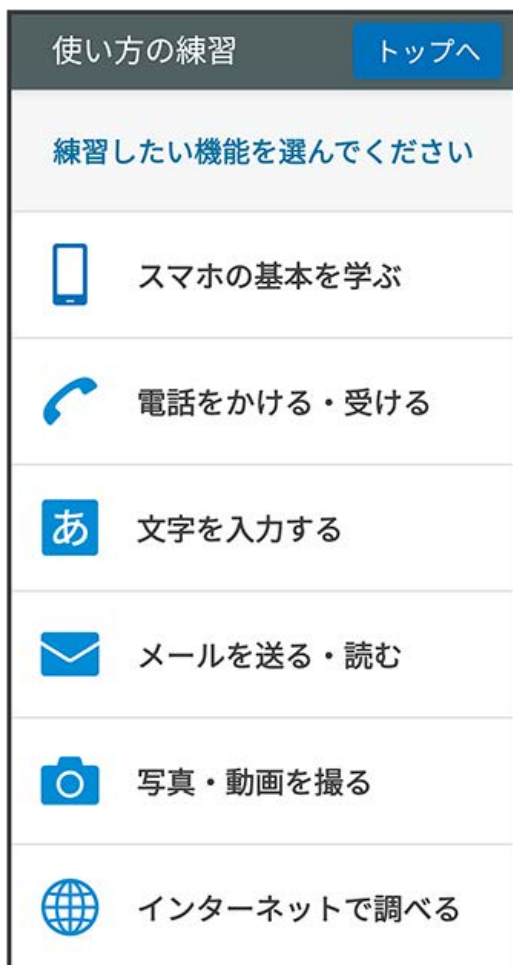 使い方の練習
トップへ
練習したい機能を選んでください
スマホの基本を学ぶ
電話をかける・受ける
あ
文字を入力する
メールを送る・読む
写真・動画を撮る
インターネットで調べる